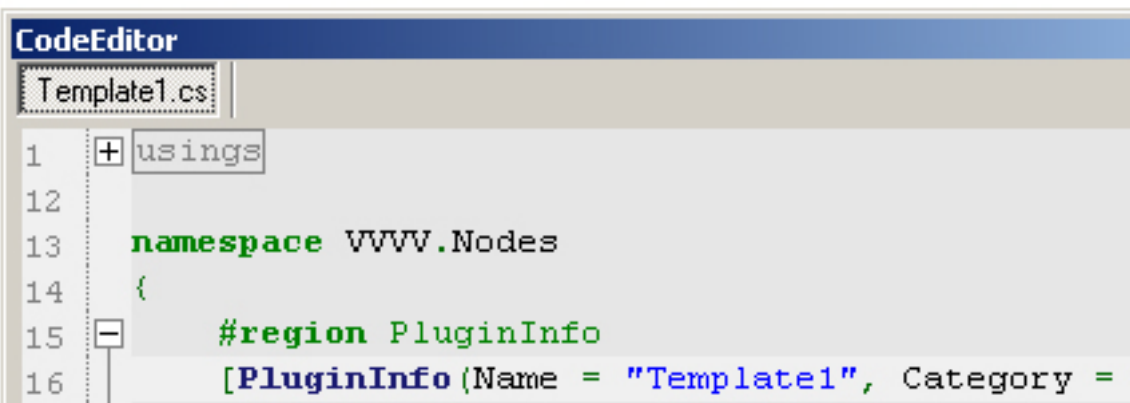 CodeEditor
Template1.cs
1 usings
12
13 namespace VVVV.Nodes
14 {
15 #region PluginInfo
16 [PluginInfo(Name = "Template1", Category =